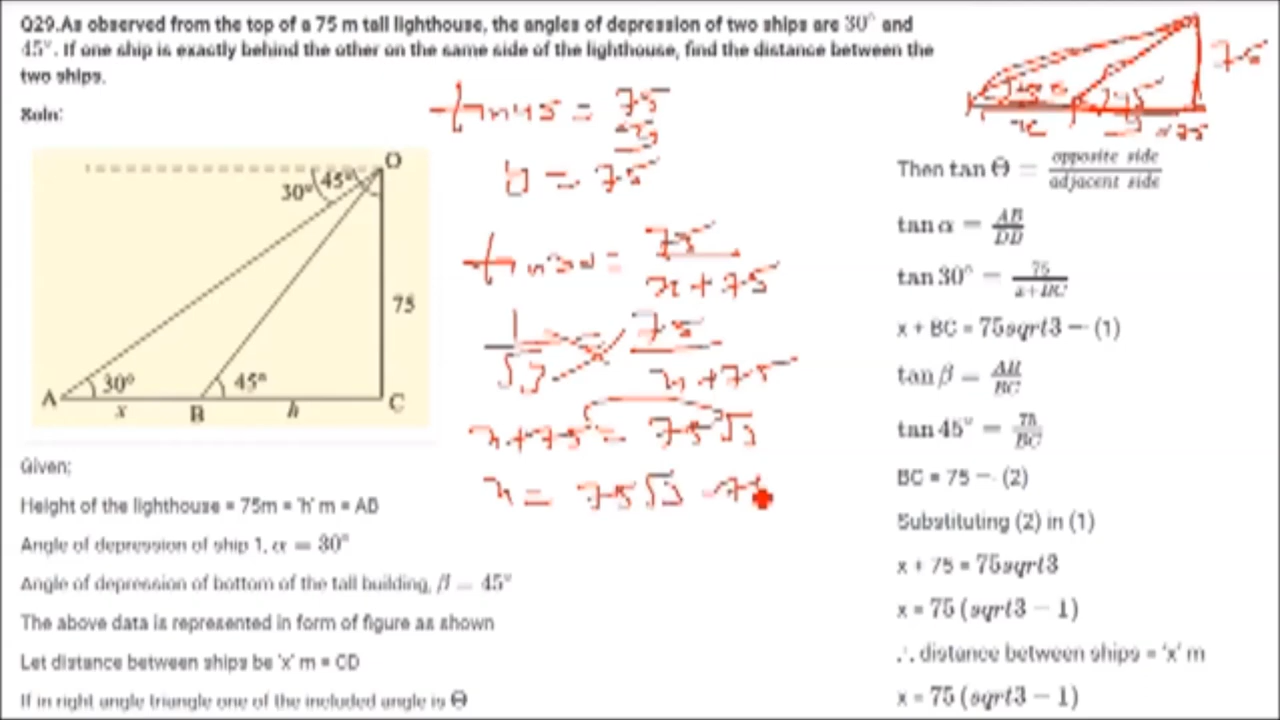 Q29.As observed from the top of a 75 m tall lighthouse, the angles of depression of two ships are 30° and
45°. If one ship is exactly behind the other on the same side of the lighthouse, find the distance between the
two ships.
Soln:
O
45°
30°
75
30°
45°
A
x
B
h
C
Given;
Height of the lighthouse = 75m = 'h' m = AB
Angle of depression of ship 1, α = 30°
Angle of depression of bottom of the tall building, β = 45°
The above data is represented in form of figure as shown
Let distance between ships be 'x' m = CD
If in right angle triangle one of the included angle is Θ
tan45 = 75/y
y = 75
tan30 = 75/x+75
1/√3 = 75/x+75
x+75 = 75√3
x = 75√3 -75
75
45
x
y
75
Then tan Θ = opposite side/adjacent side
tan α = AB/DD
tan 30° = 75/x+BC
x + BC = 75sqrt3 — (1)
tan β = AB/BC
tan 45° = 75/BC
BC = 75 — (2)
Substituting (2) in (1)
x + 75 = 75sqrt3
x = 75 (sqrt3 − 1)
∴ distance between ships = 'x' m
x = 75 (sqrt3 − 1)